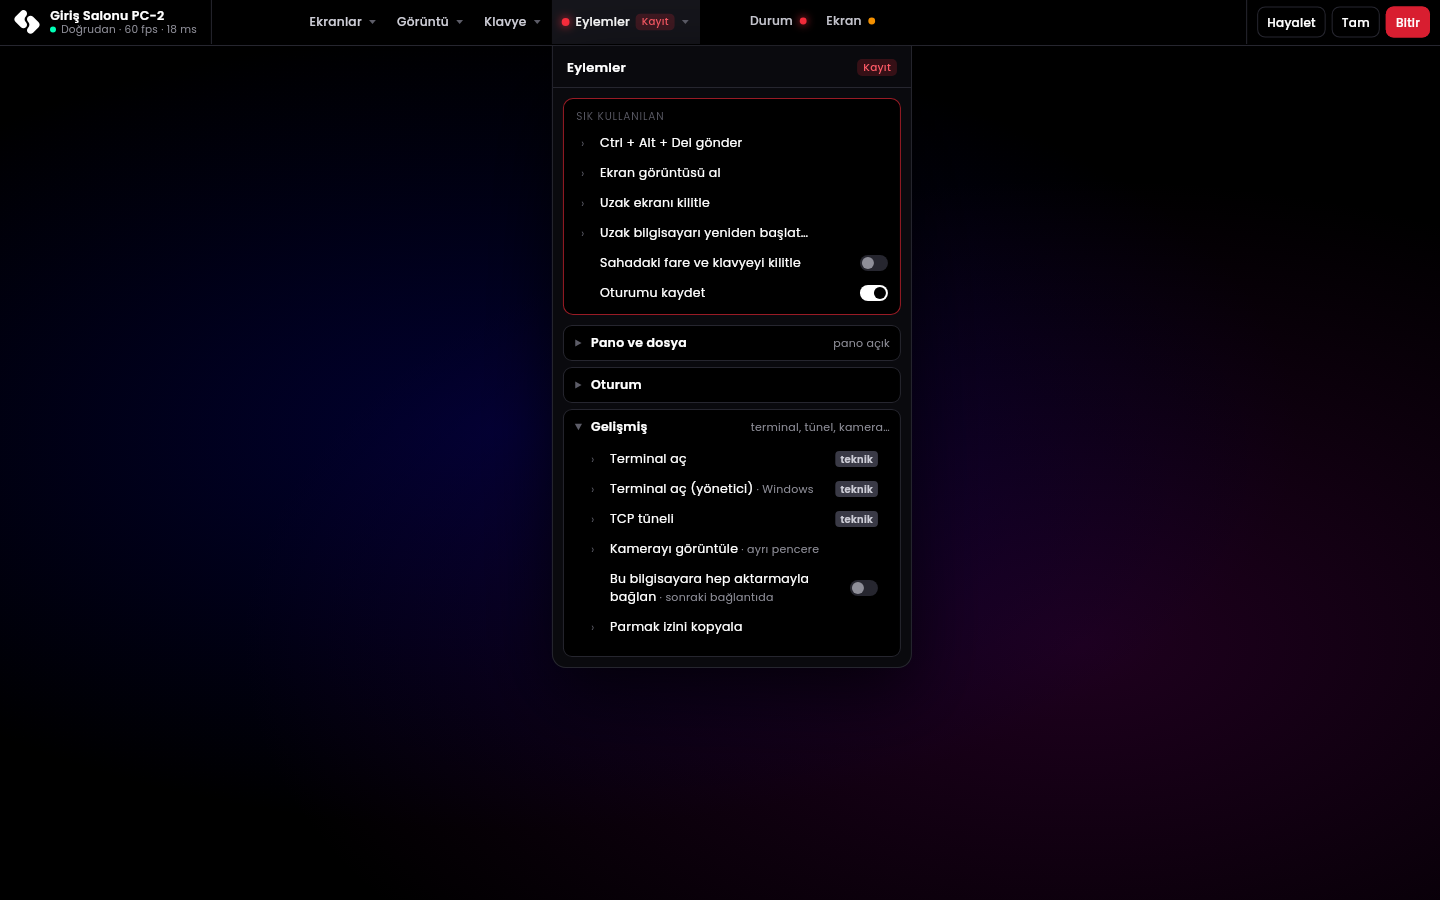 Giriş Salonu PC-2
Doğrudan · 60 fps · 18 ms
Ekranlar
Görüntü
Klavye
Eylemler Kayıt
Durum
Ekran
Hayalet
Tam
Bitir
Eylemler
Kayıt
SIK KULLANILAN
Ctrl + Alt + Del gönder
Ekran görüntüsü al
Uzak ekranı kilitle
Uzak bilgisayarı yeniden başlat…
Sahadaki fare ve klavyeyi kilitle
Oturumu kaydet
Pano ve dosya pano açık
Oturum
Gelişmiş terminal, tünel, kamera…
Terminal aç teknik
Terminal aç (yönetici) · Windows teknik
TCP tüneli teknik
Kamerayı görüntüle · ayrı pencere
Bu bilgisayara hep aktarmayla
bağlan · sonraki bağlantıda
Parmak izini kopyala